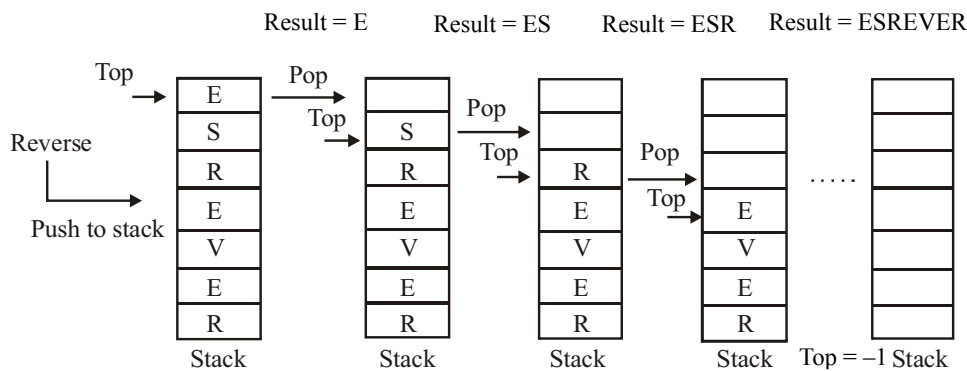 Result = E Result = ES Result = ESR Result = ESREVER
Top E Pop
Top S Pop
S
Reverse
R Top R Pop
R
Top E
E E E
Push to stack
V V V V
E E E E
R R R R
.....
Stack Stack Stack Stack Top = –1 Stack